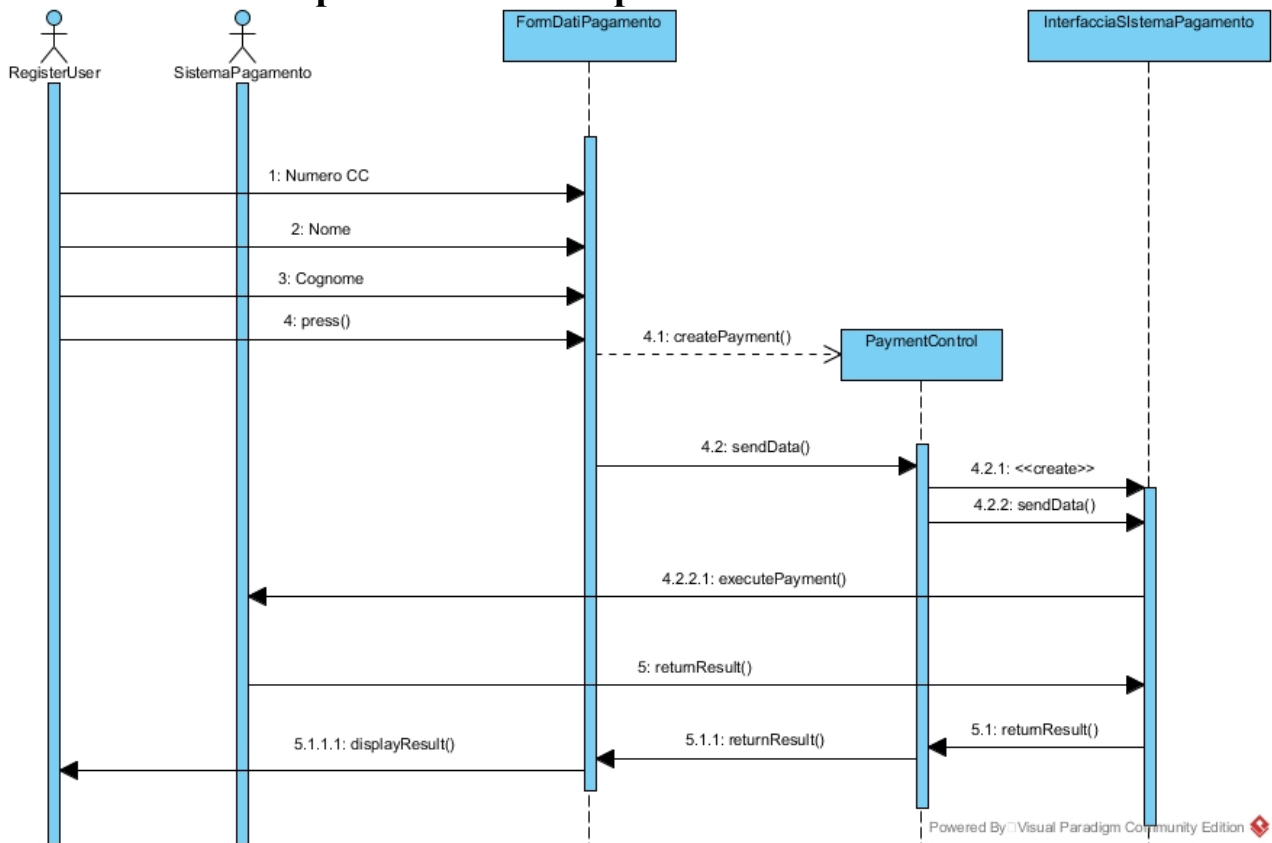 FormDatiPagamento
InterfacciaSIstemaPagamento
RegisterUser
SistemaPagamento
1: Numero CC
2: Nome
3: Cognome
4: press()
4.1: createPayment()
PaymentControl
4.2: sendData()
4.2.1: <<create>>
4.2.2: sendData()
4.2.2.1: executePayment()
5: returnResult()
5.1: returnResult()
5.1.1: returnResult()
5.1.1.1: displayResult()
Powered By Visual Paradigm Community Edition